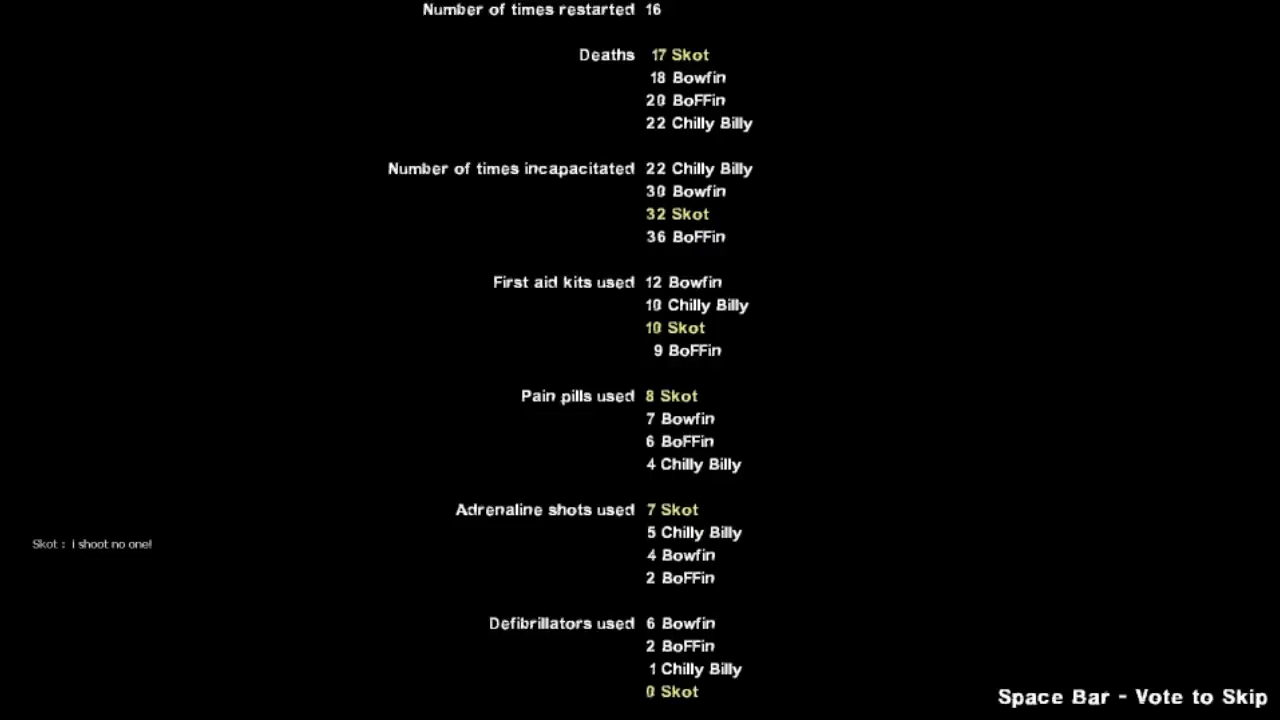 Number of times restarted 16
Deaths 17 Skot
18 Bowfin
20 BoFFin
22 Chilly Billy
Number of times incapacitated 22 Chilly Billy
30 Bowfin
32 Skot
36 BoFFin
First aid kits used 12 Bowfin
10 Chilly Billy
10 Skot
9 BoFFin
Pain pills used 8 Skot
7 Bowfin
6 BoFFin
4 Chilly Billy
Adrenaline shots used 7 Skot
5 Chilly Billy
Skot : i shoot no one!
4 Bowfin
2 BoFFin
Defibrillators used 6 Bowfin
2 BoFFin
1 Chilly Billy
0 Skot
Space Bar - Vote to Skip